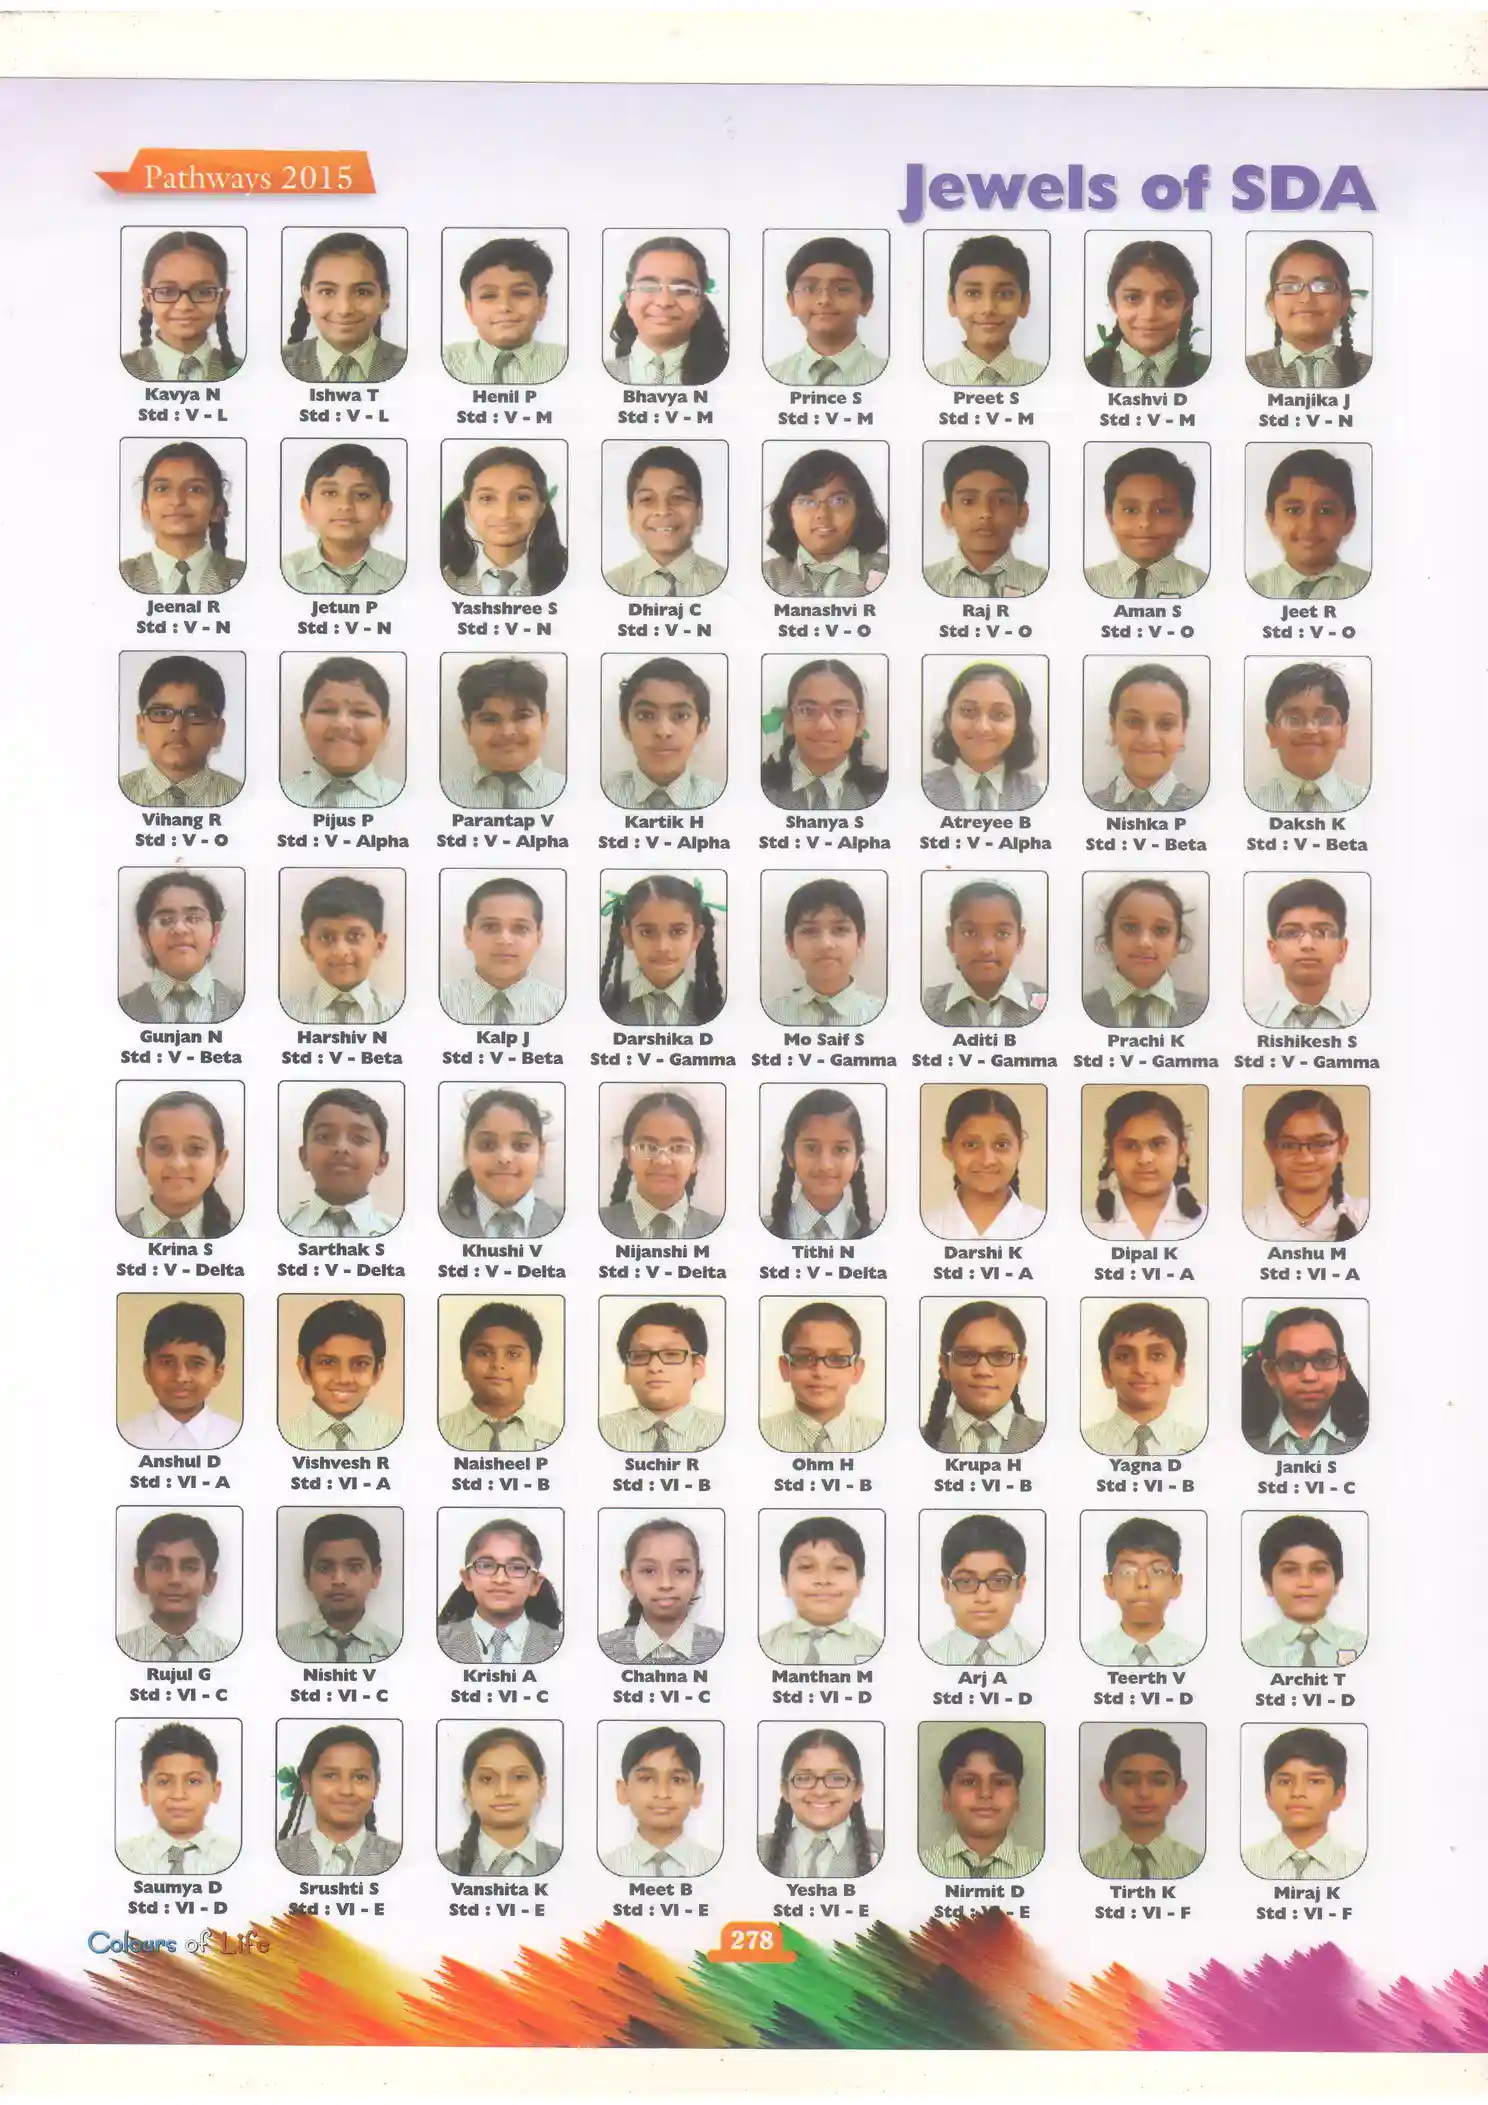 Pathways 2015
Jewels of SDA
Kavya N
Std : V - L
Ishwa T
Std : V - L
Henil P
Std : V - M
Bhavya N
Std : V - M
Prince S
Std : V - M
Preet S
Std : V - M
Kashvi D
Std : V - M
Manjika J
Std : V - N
Jeenal R
Std : V - N
Jetun P
Std : V - N
Yashshree S
Std : V - N
Dhiraj C
Std : V - N
Manashvi R
Std : V - O
Raj R
Std : V - O
Aman S
Std : V - O
Jeet R
Std : V - O
Vihang R
Std : V - O
Pijus P
Std : V - Alpha
Parantap V
Std : V - Alpha
Kartik H
Std : V - Alpha
Shanya S
Std : V - Alpha
Atreyee B
Std : V - Alpha
Nishka P
Std : V - Beta
Daksh K
Std : V - Beta
Gunjan N
Std : V - Beta
Harshiv N
Std : V - Beta
Kalp J
Std : V - Beta
Darshika D
Std : V - Gamma
Mo Saif S
Std : V - Gamma
Aditi B
Std : V - Gamma
Prachi K
Std : V - Gamma
Rishikesh S
Std : V - Gamma
Krina S
Std : V - Delta
Sarthak S
Std : V - Delta
Khushi V
Std : V - Delta
Nijanshi M
Std : V - Delta
Tithi N
Std : V - Delta
Darshi K
Std : VI - A
Dipal K
Std : VI - A
Anshu M
Std : VI - A
Anshul D
Std : VI - A
Vishvesh R
Std : VI - A
Naisheel P
Std : VI - B
Suchir R
Std : VI - B
Ohm H
Std : VI - B
Krupa H
Std : VI - B
Yagna D
Std : VI - B
Janki S
Std : VI - C
Rujul G
Std : VI - C
Nishit V
Std : VI - C
Krishi A
Std : VI - C
Chahna N
Std : VI - C
Manthan M
Std : VI - D
Arj A
Std : VI - D
Teerth V
Std : VI - D
Archit T
Std : VI - D
Saumya D
Std : VI - D
Srushti S
Std : VI - E
Vanshita K
Std : VI - E
Meet B
Std : VI - E
Yesha B
Std : VI - E
Nirmit D
Std : VI - E
Tirth K
Std : VI - F
Miraj K
Std : VI - F
Colours of Life
278